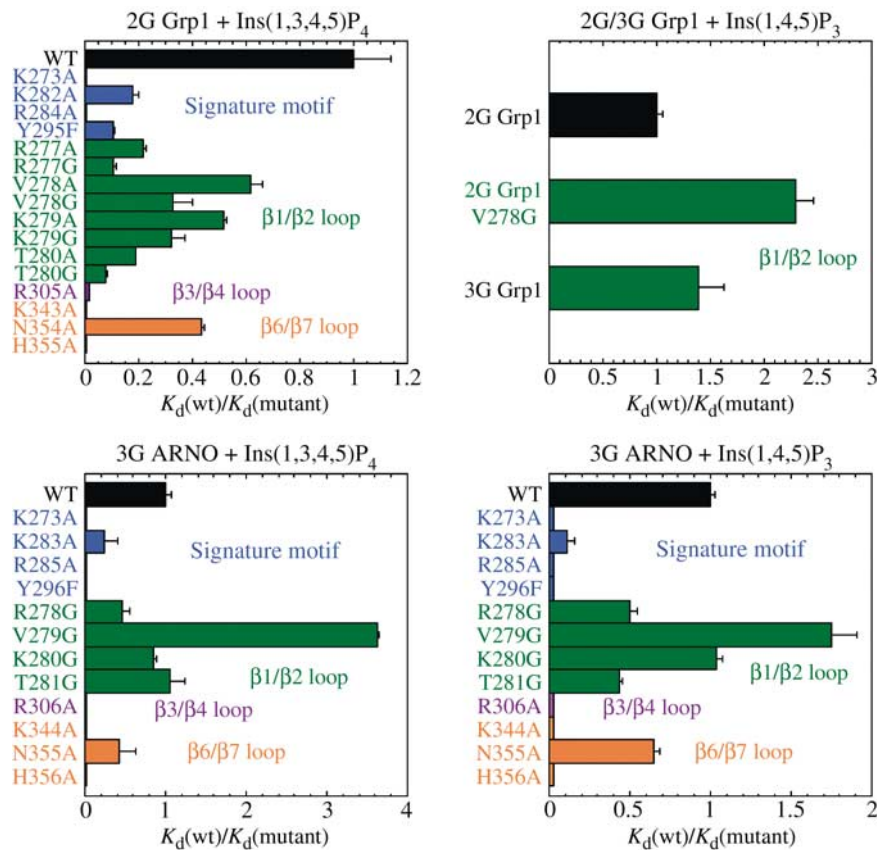 2G Grp1 + Ins(1,3,4,5)P4
WT
K273A
K282A
R284A
Y295F
R277A
R277G
V278A
V278G
K279A
K279G
T280A
T280G
R305A
K343A
N354A
H355A
Signature motif
β1/β2 loop
β3/β4 loop
β6/β7 loop
0 0.2 0.4 0.6 0.8 1 1.2
Kd(wt)/Kd(mutant)
2G/3G Grp1 + Ins(1,4,5)P3
2G Grp1
2G Grp1
V278G
3G Grp1
β1/β2 loop
0 0.5 1 1.5 2 2.5 3
Kd(wt)/Kd(mutant)
3G ARNO + Ins(1,3,4,5)P4
WT
K273A
K283A
R285A
Y296F
R278G
V279G
K280G
T281G
R306A
K344A
N355A
H356A
Signature motif
β1/β2 loop
β3/β4 loop
β6/β7 loop
0 1 2 3 4
Kd(wt)/Kd(mutant)
3G ARNO + Ins(1,4,5)P3
WT
K273A
K283A
R285A
Y296F
R278G
V279G
K280G
T281G
R306A
K344A
N355A
H356A
Signature motif
β1/β2 loop
β3/β4 loop
β6/β7 loop
0 0.5 1 1.5 2
Kd(wt)/Kd(mutant)